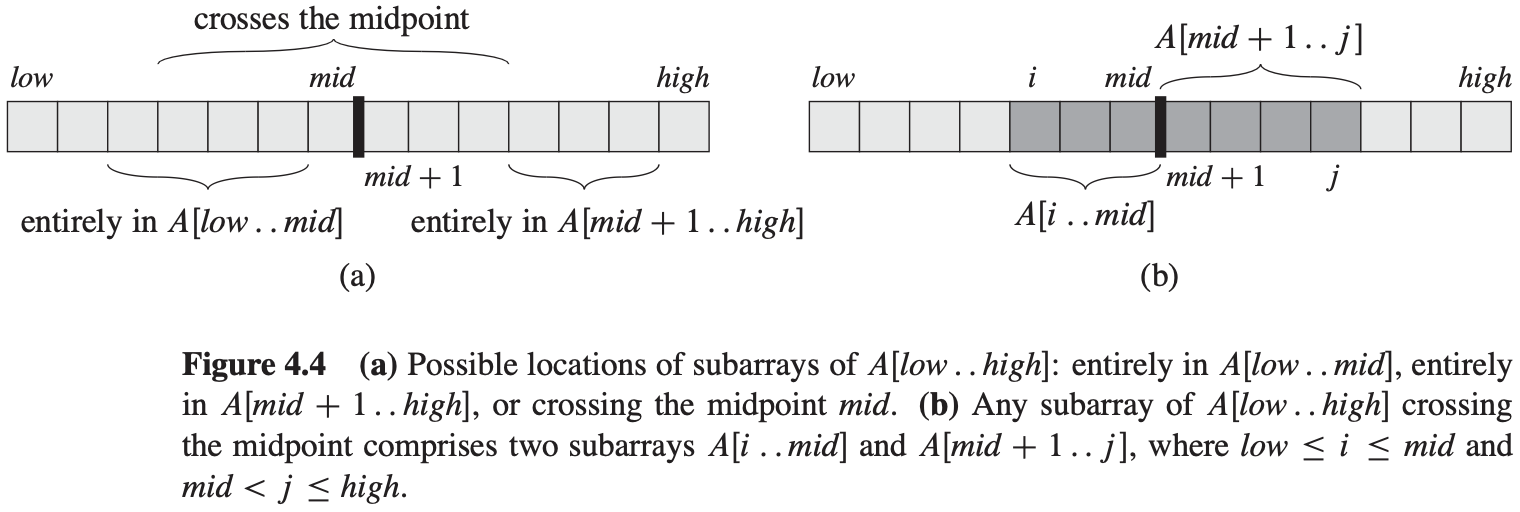 crosses the midpoint
low mid high
mid + 1
entirely in A[low . . mid] entirely in A[mid + 1 . . high]
(a)
A[mid + 1 . . j]
low i mid high
mid + 1 j
A[i . . mid]
(b)
Figure 4.4 (a) Possible locations of subarrays of A[low . . high]: entirely in A[low . . mid], entirely
in A[mid + 1 . . high], or crossing the midpoint mid. (b) Any subarray of A[low . . high] crossing
the midpoint comprises two subarrays A[i . . mid] and A[mid + 1 . . j], where low ≤ i ≤ mid and
mid < j ≤ high.